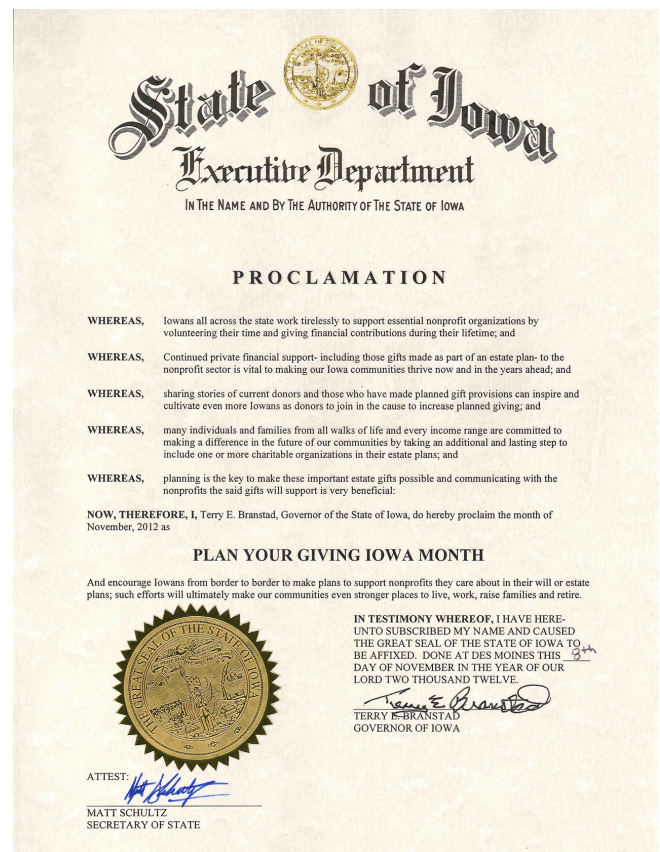 State of Iowa
Executive Department
IN THE NAME AND BY THE AUTHORITY OF THE STATE OF IOWA
PROCLAMATION
WHEREAS, Iowans all across the state work tirelessly to support essential nonprofit organizations by
volunteering their time and giving financial contributions during their lifetime; and
WHEREAS, Continued private financial support- including those gifts made as part of an estate plan- to the
nonprofit sector is vital to making our Iowa communities thrive now and in the years ahead; and
WHEREAS, sharing stories of current donors and those who have made planned gift provisions can inspire and
cultivate even more Iowans as donors to join in the cause to increase planned giving; and
WHEREAS, many individuals and families from all walks of life and every income range are committed to
making a difference in the future of our communities by taking an additional and lasting step to
include one or more charitable organizations in their estate plans; and
WHEREAS, planning is the key to make these important estate gifts possible and communicating with the
nonprofits the said gifts will support is very beneficial:
NOW, THEREFORE, I, Terry E. Branstad, Governor of the State of Iowa, do hereby proclaim the month of
November, 2012 as
PLAN YOUR GIVING IOWA MONTH
And encourage Iowans from border to border to make plans to support nonprofits they care about in their will or estate
plans; such efforts will ultimately make our communities even stronger places to live, work, raise families and retire.
THE GREAT SEAL OF THE STATE OF IOWA
IN TESTIMONY WHEREOF, I HAVE HERE-
UNTO SUBSCRIBED MY NAME AND CAUSED
THE GREAT SEAL OF THE STATE OF IOWA TO
BE AFFIXED. DONE AT DES MOINES THIS 8th
DAY OF NOVEMBER IN THE YEAR OF OUR
LORD TWO THOUSAND TWELVE.
Terry E Branstad
TERRY E. BRANSTAD
GOVERNOR OF IOWA
ATTEST:
MATT SCHULTZ
SECRETARY OF STATE